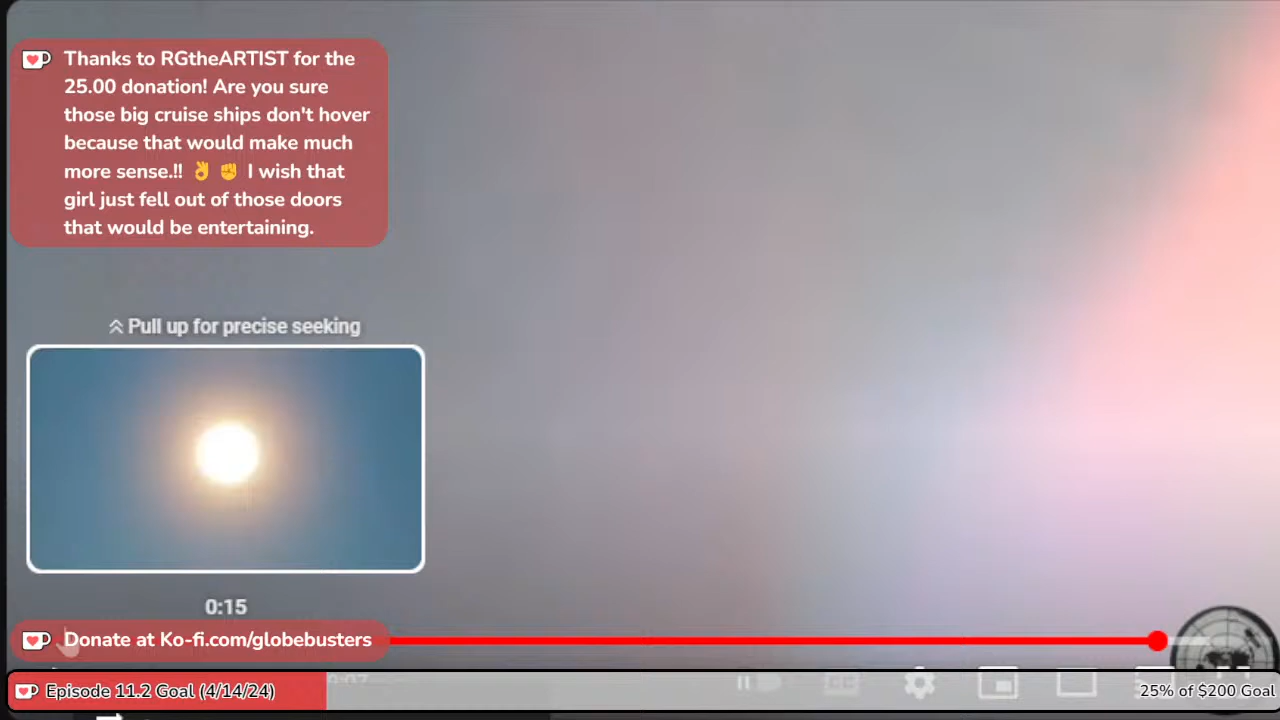 Thanks to RGtheARTIST for the
25.00 donation! Are you sure
those big cruise ships don't hover
because that would make much
more sense.!! 👌 ✊ I wish that
girl just fell out of those doors
that would be entertaining.
Pull up for precise seeking
0:15
Donate at Ko-fi.com/globebusters
Episode 11.2 Goal (4/14/24)
25% of $200 Goal